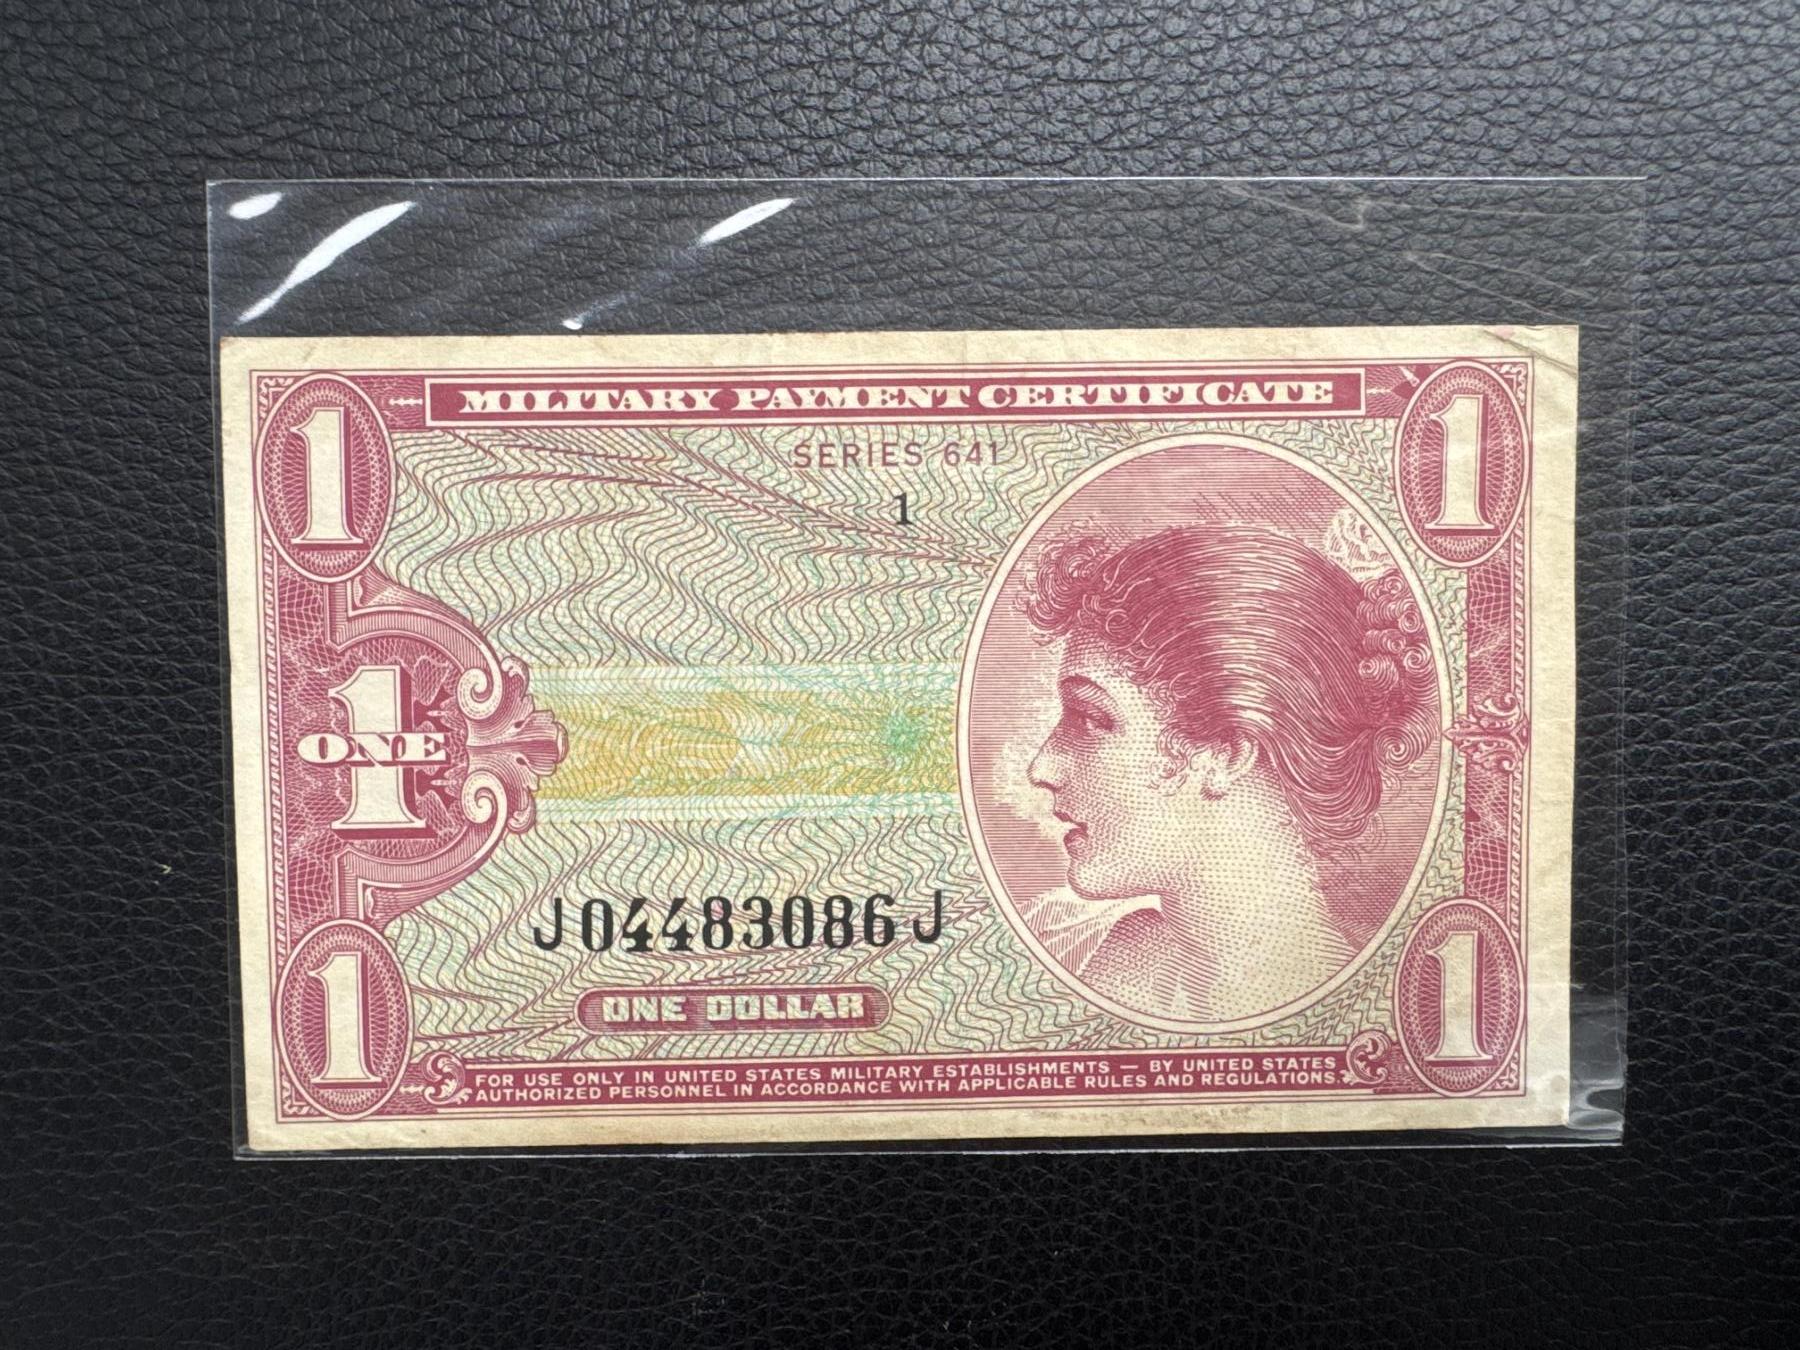 MILITARY PAYMENT CERTIFICATE
1
1
SERIES 641
1
1
ONE
J04483086J
ONE DOLLAR
1
1
FOR USE ONLY IN UNITED STATES MILITARY ESTABLISHMENTS — BY UNITED STATES
AUTHORIZED PERSONNEL IN ACCORDANCE WITH APPLICABLE RULES AND REGULATIONS.